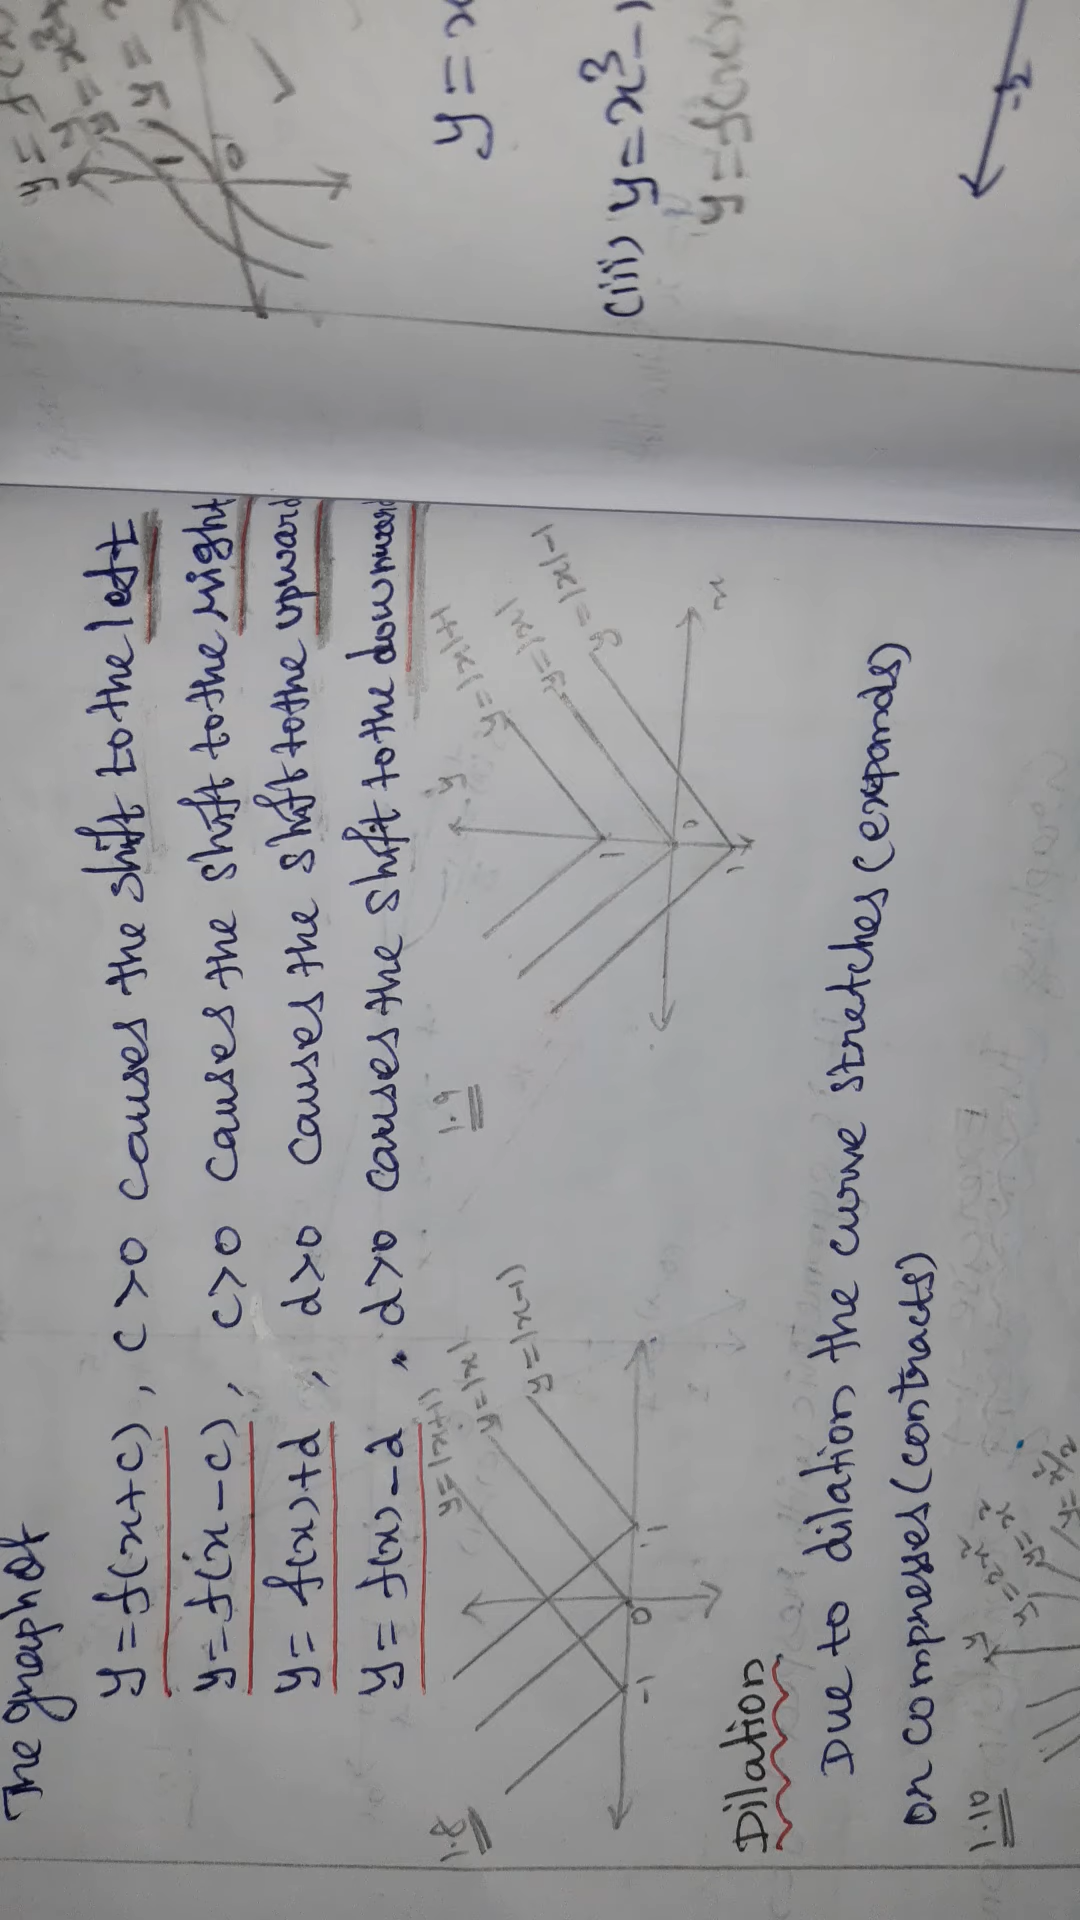 The graph of
y = f(x+c), c>0 causes the shift to the left
y = f(x-c), c>0 causes the shift to the right
y = f(x)+d, d>0 causes the shift to the upward
y = f(x)-d, d>0 causes the shift to the downward
1.8
y=|x+1|
y=|x|
y=|x-1|
-1
0
1
1.9
y
y=|x|+1
y=|x|
y=|x|-1
1
0
x
Dilation
Due to dilation the curve stretches (expands)
or compresses (contracts)
1.10
y
y=2x²
y=x²
y=x²/2
1
0
(iii) y = x³-
y = f(x)
-2